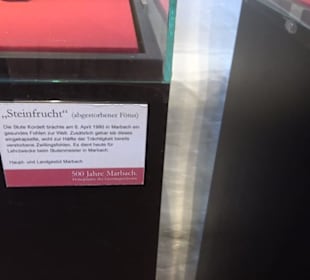 „Steinfrucht“ (abgestorbener Fötus)
Die Stute Kordett brachte am 6. April 1980 in Marbach ein
gesundes Fohlen zur Welt. Zusätzlich gebar sie dieses
eingekapselte, wohl zur Hälfte der Trächtigkeit bereits
verstorbene Zwillingsfohlen. Es dient heute für
Lehrzwecke beim Stutenmeister in Marbach.
Haupt- und Landgestüt Marbach
500 Jahre Marbach.